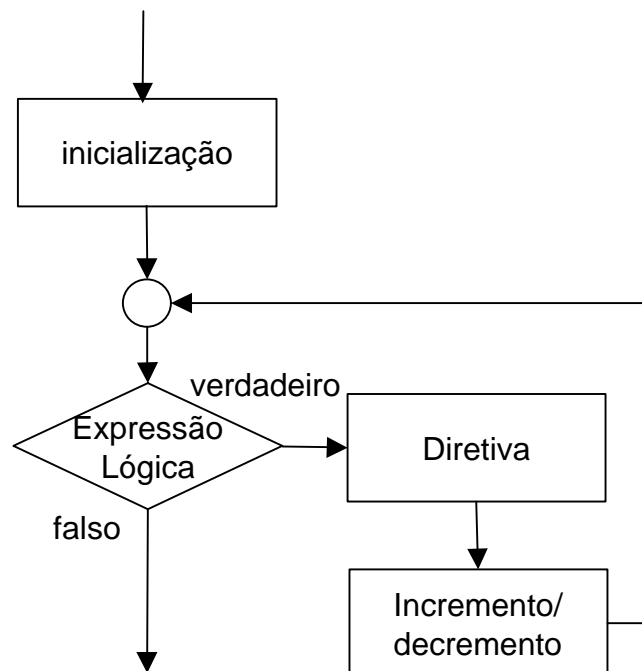 inicialização
verdadeiro
Expressão
Lógica
Diretiva
falso
Incremento/
decremento